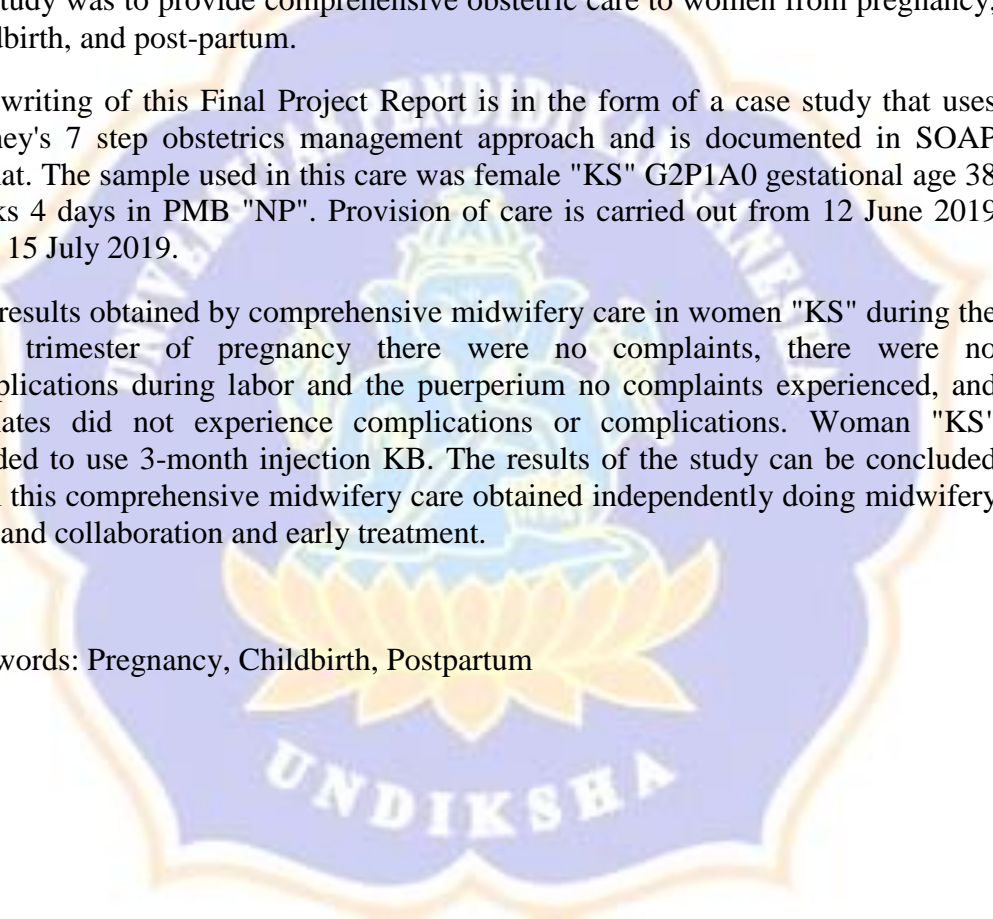 tudy was to provide comprehensive obstetric care to women from pregnancy,
dbirth, and post-partum.
writing of this Final Project Report is in the form of a case study that uses
ney's 7 step obstetrics management approach and is documented in SOAP
nat. The sample used in this care was female "KS" G2P1A0 gestational age 38
ks 4 days in PMB "NP". Provision of care is carried out from 12 June 2019
15 July 2019.
results obtained by comprehensive midwifery care in women "KS" during the
trimester of pregnancy there were no complaints, there were no
plications during labor and the puerperium no complaints experienced, and
nates did not experience complications or complications. Woman "KS"
ded to use 3-month injection KB. The results of the study can be concluded
this comprehensive midwifery care obtained independently doing midwifery
and collaboration and early treatment.
words: Pregnancy, Childbirth, Postpartum
UNIVERSITAS PENDIDIKAN GANESHA
UNDIKSHA